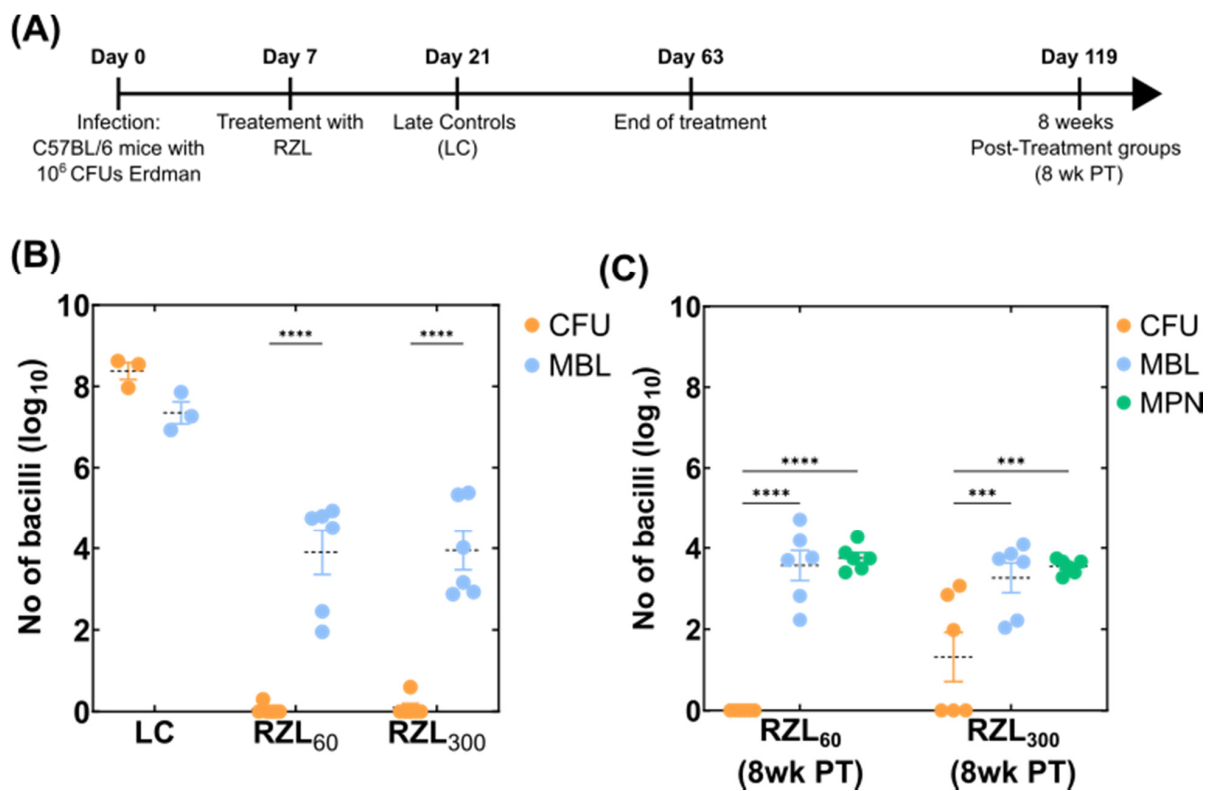 (A)
Day 0 Day 7 Day 21 Day 63 Day 119
Infection: Treatement with Late Controls End of treatment 8 weeks
C57BL/6 mice with RZL (LC) Post-Treatment groups
10⁶ CFUs Erdman (8 wk PT)
(B)
No of bacilli (log₁₀)
10
8
6
4
2
0
**** ****
CFU
MBL
LC RZL₆₀ RZL₃₀₀
(C)
No of bacilli (log₁₀)
10
8
6
4
2
0
**** ***
**** ***
CFU
MBL
MPN
RZL₆₀ RZL₃₀₀
(8wk PT) (8wk PT)